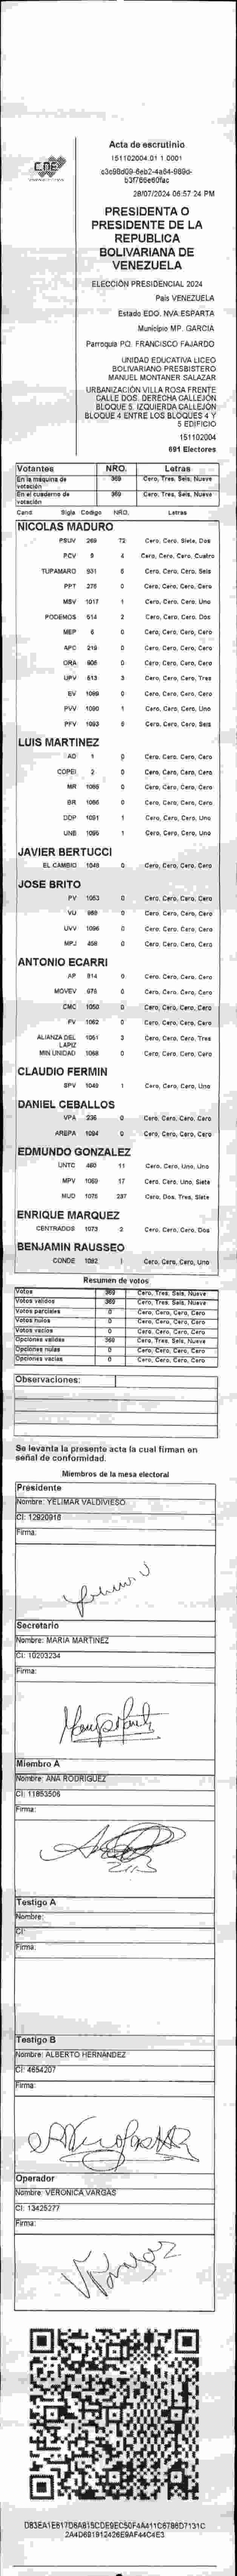 CNE
Acta de escrutinio
151102004.01.1.0001
28/07/2024 06:57:24 PM
PRESIDENTA O
PRESIDENTE DE LA
REPUBLICA
BOLIVARIANA DE
VENEZUELA
ELECCIÓN PRESIDENCIAL 2024
País VENEZUELA
Estado EDO. NVA.ESPARTA
Municipio MP. GARCIA
Parroquia PQ. FRANCISCO FAJARDO
UNIDAD EDUCATIVA LICEO
BOLIVARIANO PRESBISTERO
MANUEL MONTANER SALAZAR
URBANIZACIÓN VILLA ROSA FRENTE
CALLE DOS. DERECHA CALLEJÓN
BLOQUE 5. IZQUIERDA CALLEJÓN
BLOQUE 4 ENTRE LOS BLOQUES 4 Y
5 EDIFICIO
151102004
691 Electores
Votantes NRO. Letras
En la máquina de votación 369 Cero, Tres, Seis, Nueve
En el cuaderno de votación 369 Cero, Tres, Seis, Nueve
Cand Sigla Codigo NRO. Letras
NICOLAS MADURO
PSUV 269 72 Cero, Cero, Siete, Dos
PCV 9 4 Cero, Cero, Cero, Cuatro
TUPAMARO 931 6 Cero, Cero, Cero, Seis
PPT 276 0 Cero, Cero, Cero, Cero
MSV 1017 1 Cero, Cero, Cero, Uno
PODEMOS 514 2 Cero, Cero, Cero, Dos
MEP 6 0 Cero, Cero, Cero, Cero
APC 219 0 Cero, Cero, Cero, Cero
ORA 906 0 Cero, Cero, Cero, Cero
UPV 513 3 Cero, Cero, Cero, Tres
EV 1089 0 Cero, Cero, Cero, Cero
PVV 1090 1 Cero, Cero, Cero, Uno
PFV 1093 6 Cero, Cero, Cero, Seis
LUIS MARTINEZ
AD 1 0 Cero, Cero, Cero, Cero
COPEI 2 0 Cero, Cero, Cero, Cero
MR 0 Cero, Cero, Cero, Cero
BR 0 Cero, Cero, Cero, Cero
DDP 1091 1 Cero, Cero, Cero, Uno
UNE 1095 1 Cero, Cero, Cero, Uno
JAVIER BERTUCCI
EL CAMBIO 1048 0 Cero, Cero, Cero, Cero
JOSE BRITO
PV 1053 0 Cero, Cero, Cero, Cero
VU 989 0 Cero, Cero, Cero, Cero
UVV 1096 0 Cero, Cero, Cero, Cero
MPJ 458 0 Cero, Cero, Cero, Cero
ANTONIO ECARRI
AP 914 0 Cero, Cero, Cero, Cero
MOVEV 976 0 Cero, Cero, Cero, Cero
CMC 1050 0 Cero, Cero, Cero, Cero
FV 1062 0 Cero, Cero, Cero, Cero
ALIANZA DEL LAPIZ 1061 3 Cero, Cero, Cero, Tres
MIN UNIDAD 1068 0 Cero, Cero, Cero, Cero
CLAUDIO FERMIN
SPV 1049 1 Cero, Cero, Cero, Uno
DANIEL CEBALLOS
VPA 236 0 Cero, Cero, Cero, Cero
AREPA 1094 0 Cero, Cero, Cero, Cero
EDMUNDO GONZALEZ
UNTC 460 11 Cero, Cero, Uno, Uno
MPV 1069 17 Cero, Cero, Uno, Siete
MUD 1076 237 Cero, Dos, Tres, Siete
ENRIQUE MARQUEZ
CENTRADOS 1073 2 Cero, Cero, Cero, Dos
BENJAMIN RAUSSEO
CONDE 1082 1 Cero, Cero, Cero, Uno
Resumen de votos
Votos 369 Cero, Tres, Seis, Nueve
Votos válidos 369 Cero, Tres, Seis, Nueve
Votos parciales 0 Cero, Cero, Cero, Cero
Votos nulos 0 Cero, Cero, Cero, Cero
Votos vacíos 0 Cero, Cero, Cero, Cero
Opciones válidas 369 Cero, Tres, Seis, Nueve
Opciones nulas 0 Cero, Cero, Cero, Cero
Opciones vacías 0 Cero, Cero, Cero, Cero
Observaciones:
Se levanta la presente acta la cual firman en
señal de conformidad.
Miembros de la mesa electoral
Presidente
Nombre: YELIMAR VALDIVIESO
CI: 12920916
Firma:
Secretario
Nombre: MARIA MARTINEZ
CI: 10203234
Firma:
Miembro A
Nombre: ANA RODRIGUEZ
CI: 11853506
Firma:
Testigo A
Nombre:
CI:
Firma:
Testigo B
Nombre: ALBERTO HERNANDEZ
CI: 4654207
Firma:
Operador
Nombre: VERONICA VARGAS
CI: 13425277
Firma:
Vargas